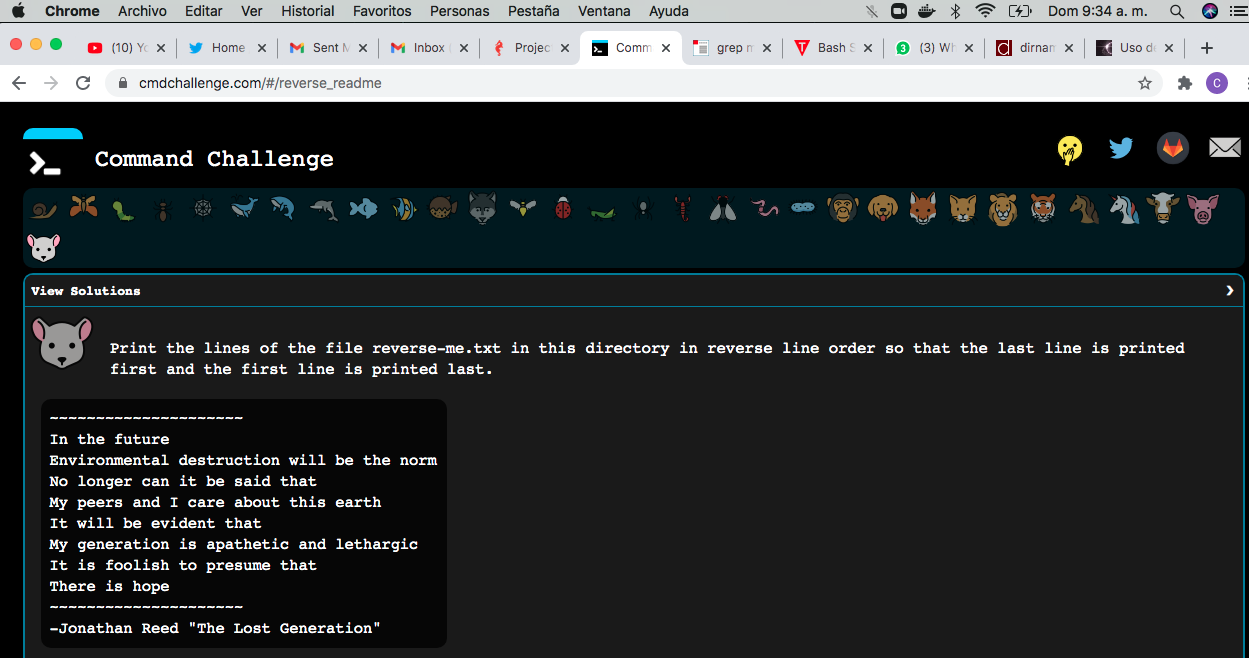 Chrome Archivo Editar Ver Historial Favoritos Personas Pestaña Ventana Ayuda Dom 9:34 a. m.
(10) Yo Home Sent M Inbox ( Projec Comm grep m Bash S 3 (3) Wh dirnam Uso de
cmdchallenge.com/#/reverse_readme C
Command Challenge
View Solutions
Print the lines of the file reverse-me.txt in this directory in reverse line order so that the last line is printed
first and the first line is printed last.
~~~~~~~~~~~~~~~~~~~~~
In the future
Environmental destruction will be the norm
No longer can it be said that
My peers and I care about this earth
It will be evident that
My generation is apathetic and lethargic
It is foolish to presume that
There is hope
~~~~~~~~~~~~~~~~~~~~~
-Jonathan Reed "The Lost Generation"